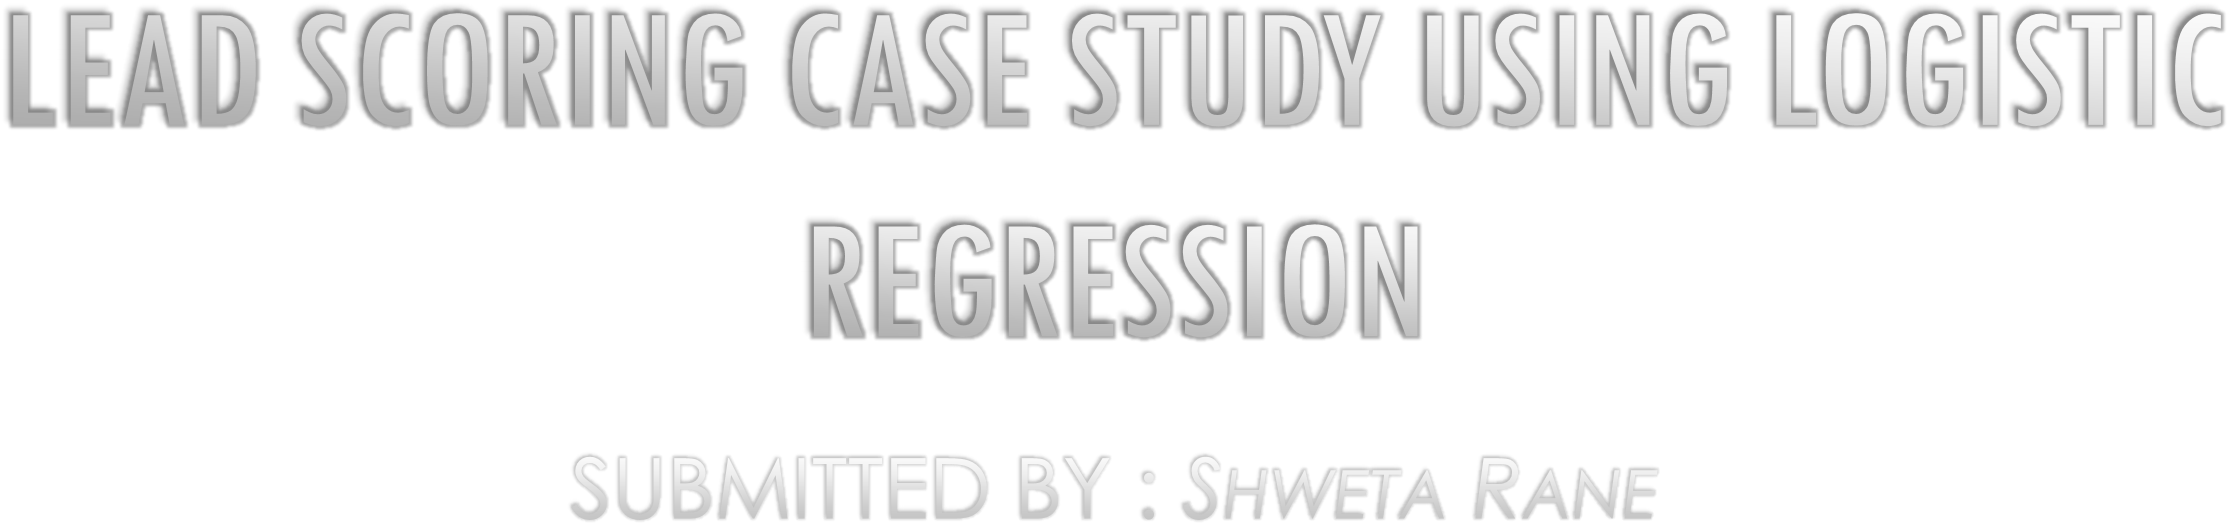 LEAD SCORING CASE STUDY USING LOGISTIC
REGRESSION
SUBMITTED BY : SHWETA RANE